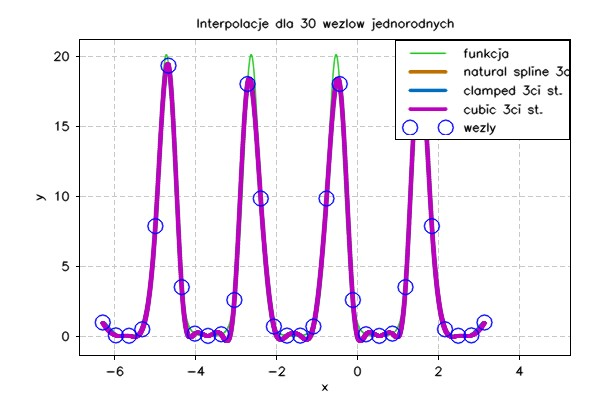 Interpolacje dla 30 wezlow jednorodnych
funkcja
natural spline 3c
clamped 3ci st.
cubic 3ci st.
wezly
20
15
10
5
0
y
−6 −4 −2 0 2 4
x